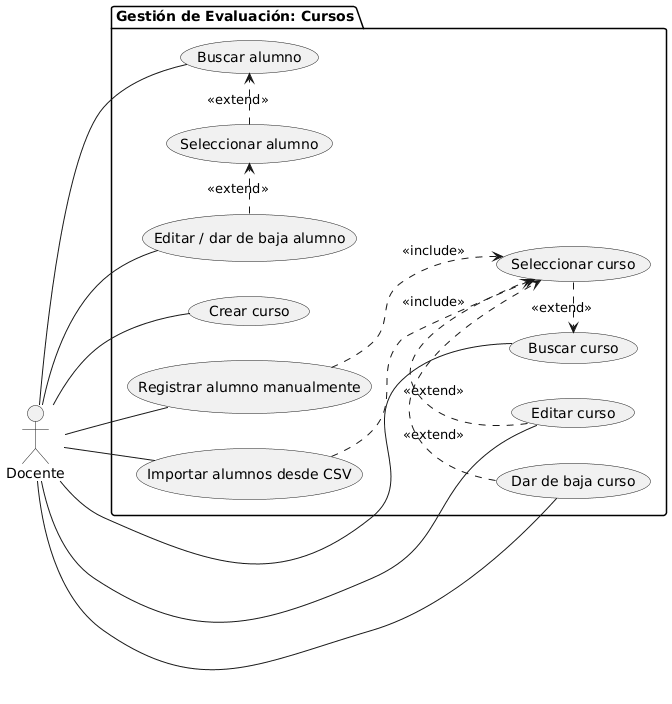 Gestión de Evaluación: Cursos
Buscar alumno
«extend»
Seleccionar alumno
«extend»
Editar / dar de baja alumno
«include»
Seleccionar curso
Crear curso
«include»
«extend»
Buscar curso
Registrar alumno manualmente
«extend»
Editar curso
«extend»
Docente
Importar alumnos desde CSV
Dar de baja curso